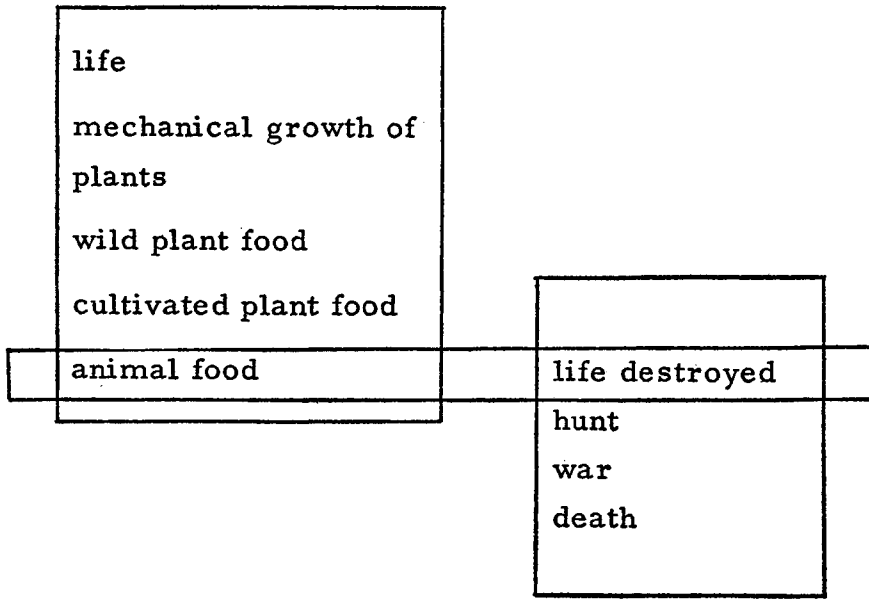 life
mechanical growth of
plants
wild plant food
cultivated plant food
animal food
life destroyed
hunt
war
death